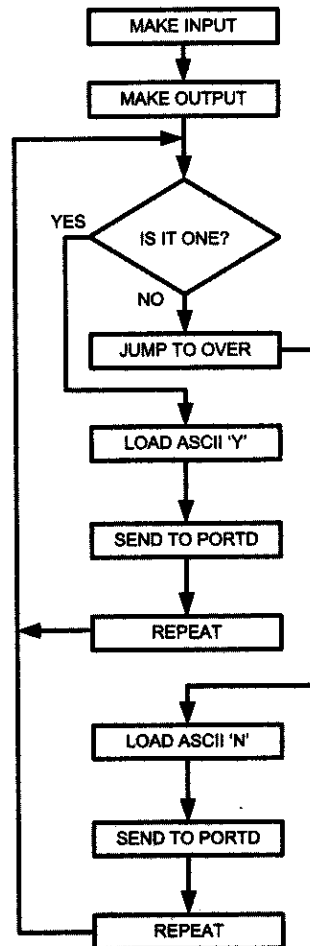 MAKE INPUT
MAKE OUTPUT
YES
IS IT ONE?
NO
JUMP TO OVER
LOAD ASCII 'Y'
SEND TO PORTD
REPEAT
LOAD ASCII 'N'
SEND TO PORTD
REPEAT